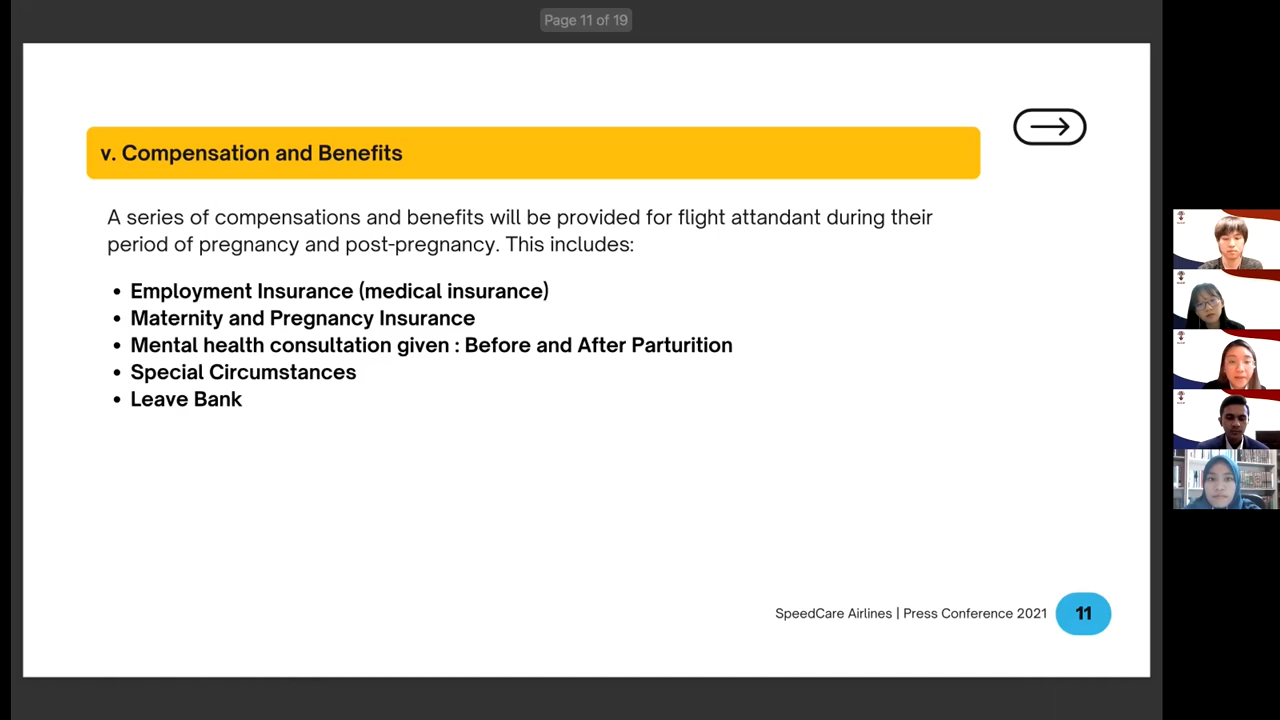 Page 11 of 19
v. Compensation and Benefits
A series of compensations and benefits will be provided for flight attandant during their
period of pregnancy and post-pregnancy. This includes:
• Employment Insurance (medical insurance)
• Maternity and Pregnancy Insurance
• Mental health consultation given : Before and After Parturition
• Special Circumstances
• Leave Bank
SpeedCare Airlines | Press Conference 2021
11